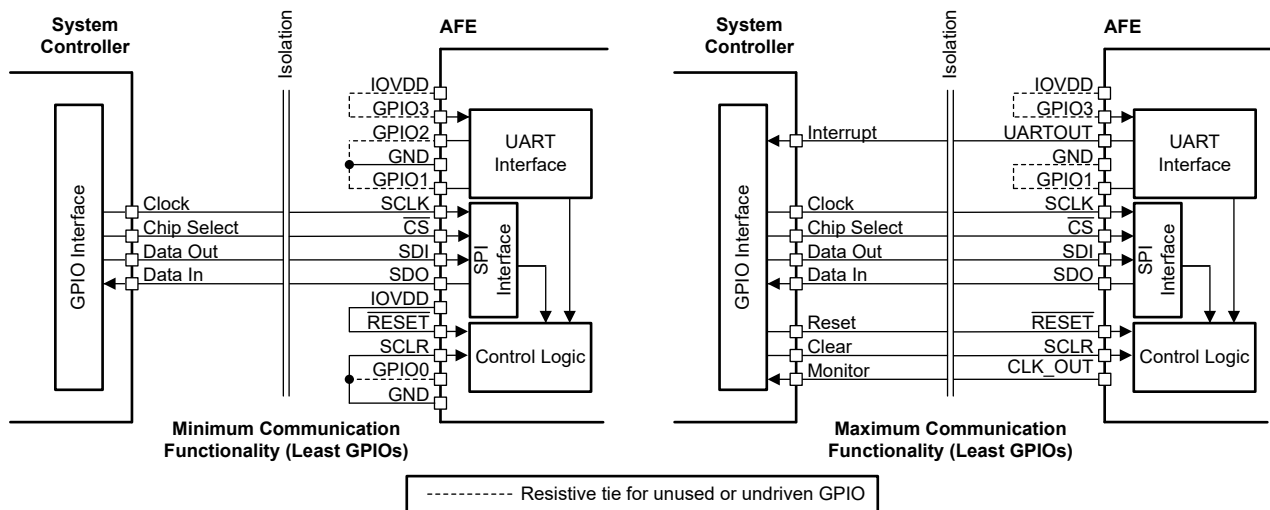 System
Controller
AFE
Isolation
IOVDD
GPIO3
GPIO2
GND
GPIO1
UART
Interface
GPIO Interface
Clock
SCLK
Chip Select
CS
Data Out
SDI
Data In
SDO
SPI
Interface
IOVDD
RESET
SCLR
GPIO0
GND
Control Logic
Minimum Communication
Functionality (Least GPIOs)
System
Controller
AFE
Isolation
IOVDD
GPIO3
Interrupt
UARTOUT
GND
GPIO1
UART
Interface
GPIO Interface
Clock
SCLK
Chip Select
CS
Data Out
SDI
Data In
SDO
SPI
Interface
Reset
RESET
Clear
SCLR
Monitor
CLK_OUT
Control Logic
Maximum Communication
Functionality (Least GPIOs)
Resistive tie for unused or undriven GPIO